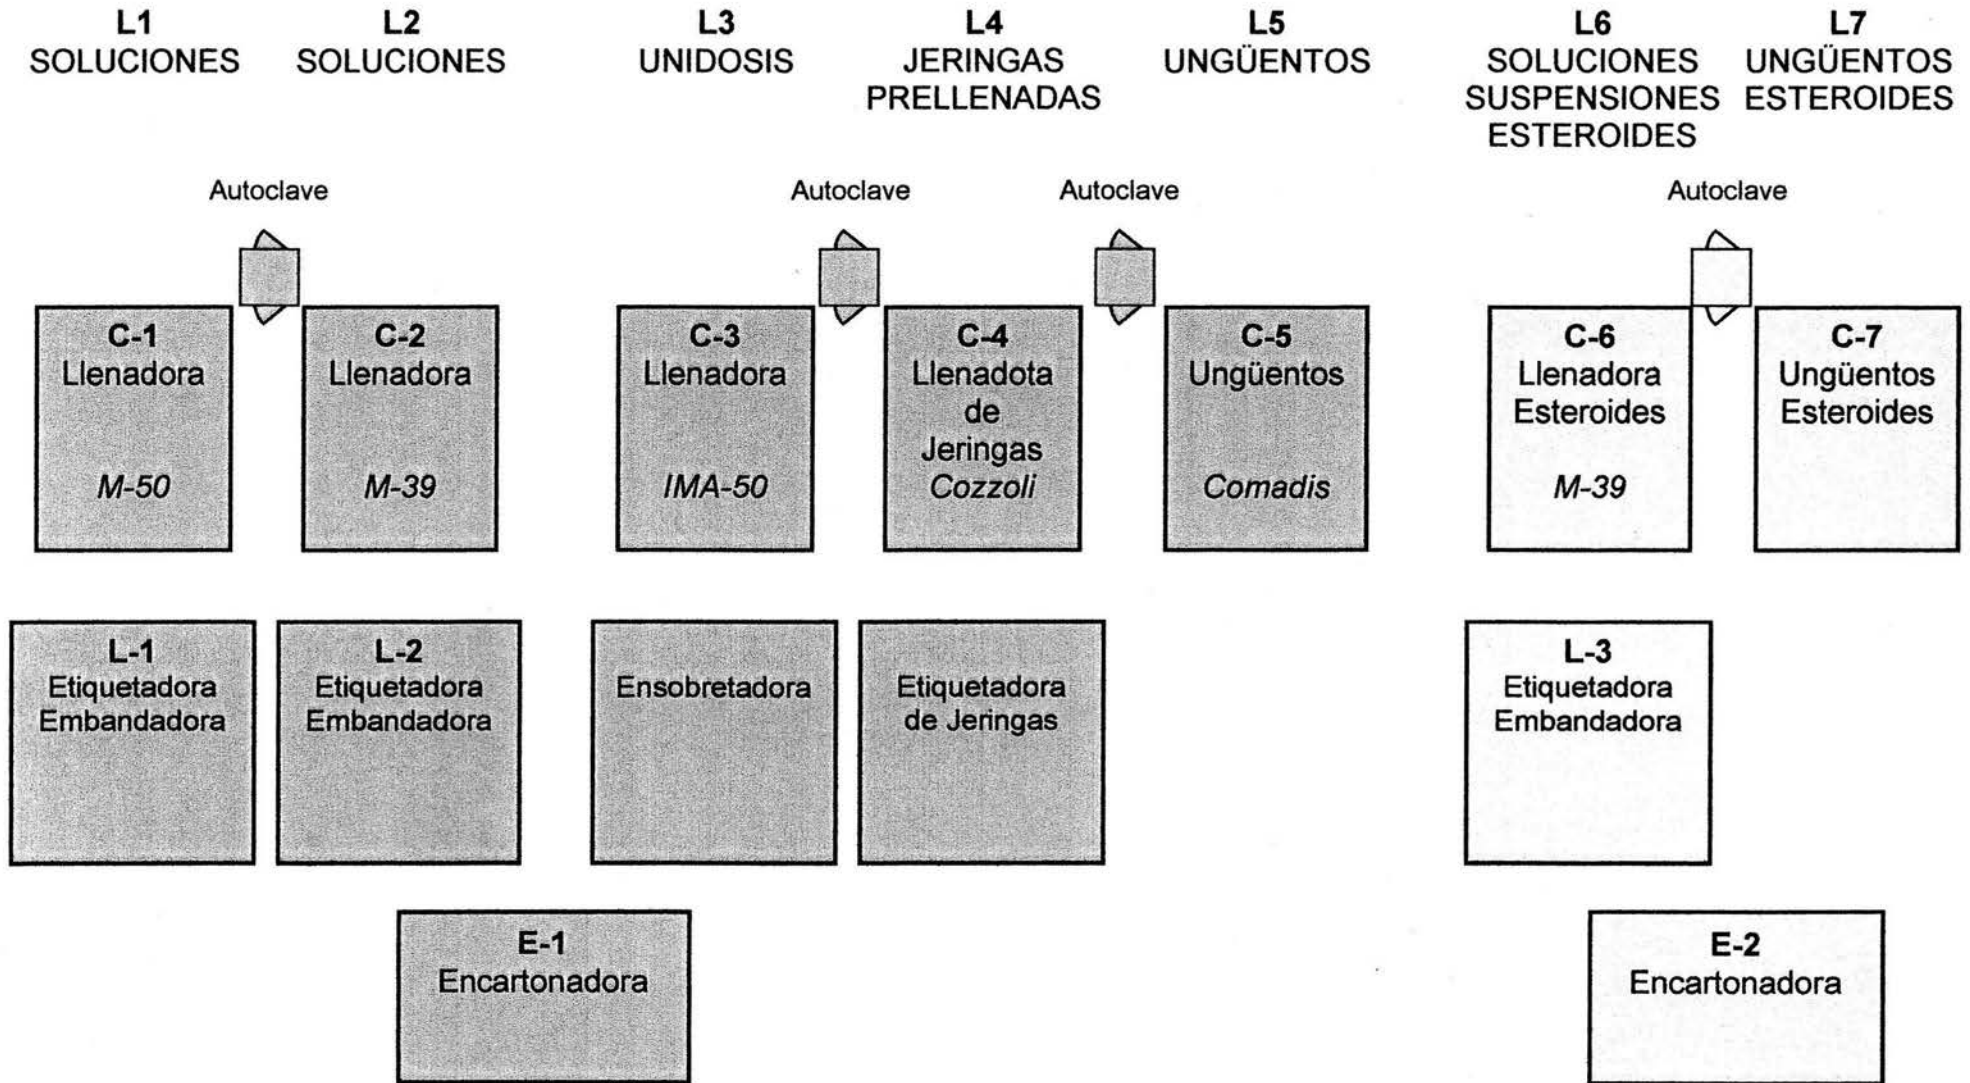 L1
SOLUCIONES
L2
SOLUCIONES
L3
UNIDOSIS
L4
JERINGAS
PRELLENADAS
L5
UNGÜENTOS
L6
SOLUCIONES
SUSPENSIONES
ESTEROIDES
L7
UNGÜENTOS
ESTEROIDES
Autoclave
Autoclave
Autoclave
Autoclave
C-1
Llenadora
M-50
C-2
Llenadora
M-39
C-3
Llenadora
IMA-50
C-4
Llenadota
de
Jeringas
Cozzoli
C-5
Ungüentos
Comadis
C-6
Llenadora
Esteroides
M-39
C-7
Ungüentos
Esteroides
L-1
Etiquetadora
Embandadora
L-2
Etiquetadora
Embandadora
Ensobretadora
Etiquetadora
de Jeringas
L-3
Etiquetadora
Embandadora
E-1
Encartonadora
E-2
Encartonadora